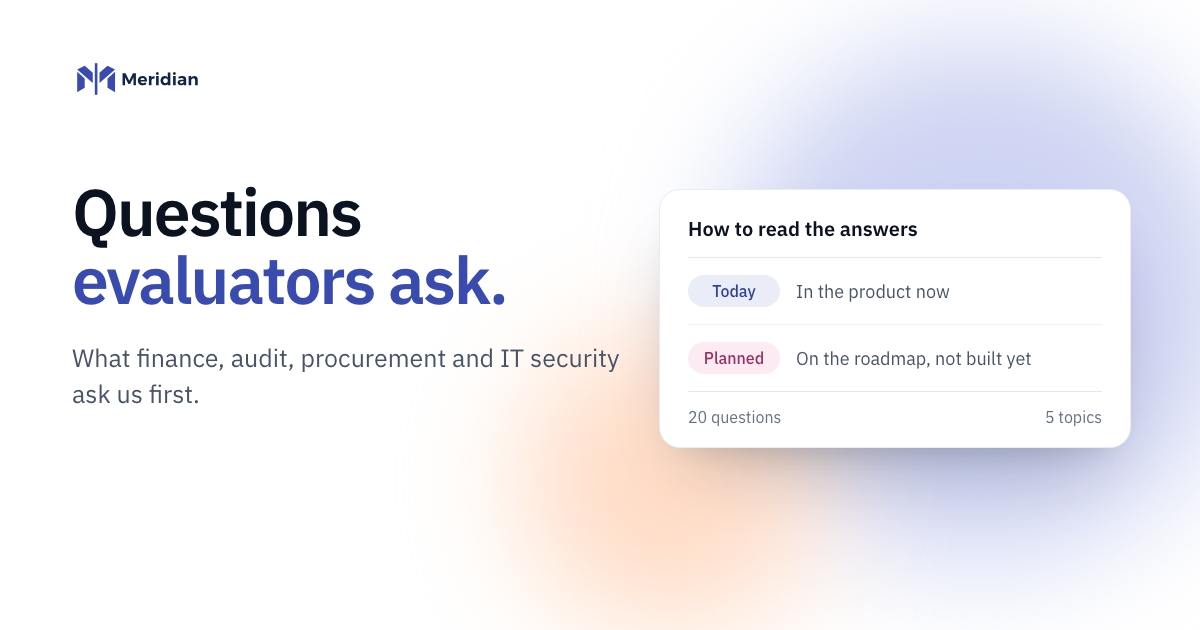 Meridian
Questions
evaluators ask.
What finance, audit, procurement and IT security
ask us first.
How to read the answers
Today In the product now
Planned On the roadmap, not built yet
20 questions 5 topics